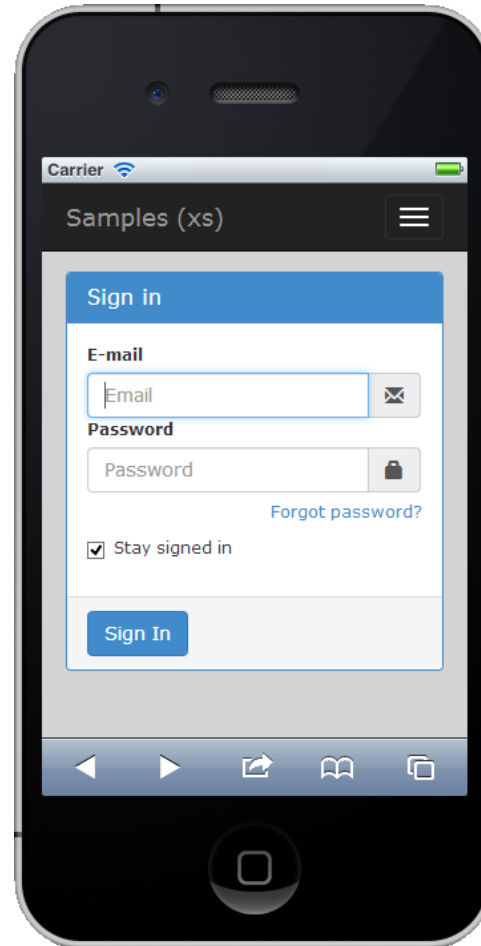 Carrier
Samples (xs)
Sign in
E-mail
Email
Password
Password
Forgot password?
Stay signed in
Sign In